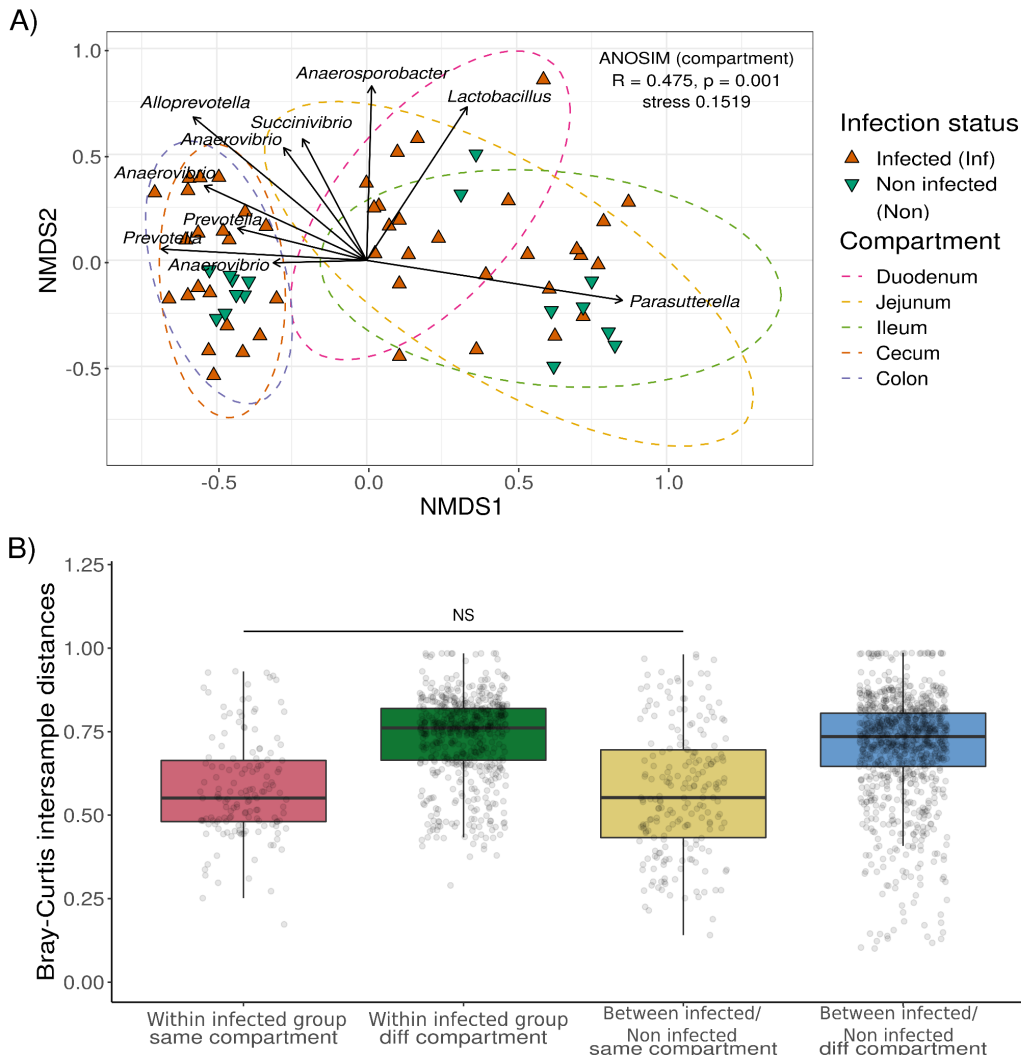 A)
1.0
0.5
0.0
-0.5
NMDS2
Anaerosporobacter
Lactobacillus
Alloprevotella
Succinivibrio
Anaerovibrio
Anaerovibrio
Prevotella
Prevotella
Anaerovibrio
Parasutterella
ANOSIM (compartment)
R = 0.475, p = 0.001
stress 0.1519
-0.5
0.0
0.5
1.0
NMDS1
Infection status
Infected (Inf)
Non infected
(Non)
Compartment
Duodenum
Jejunum
Ileum
Cecum
Colon
B)
1.25
1.00
0.75
0.50
0.25
0.00
Bray-Curtis intersample distances
NS
Within infected group
same compartment
Within infected group
diff compartment
Between infected/
Non infected
same compartment
Between infected/
Non infected
diff compartment